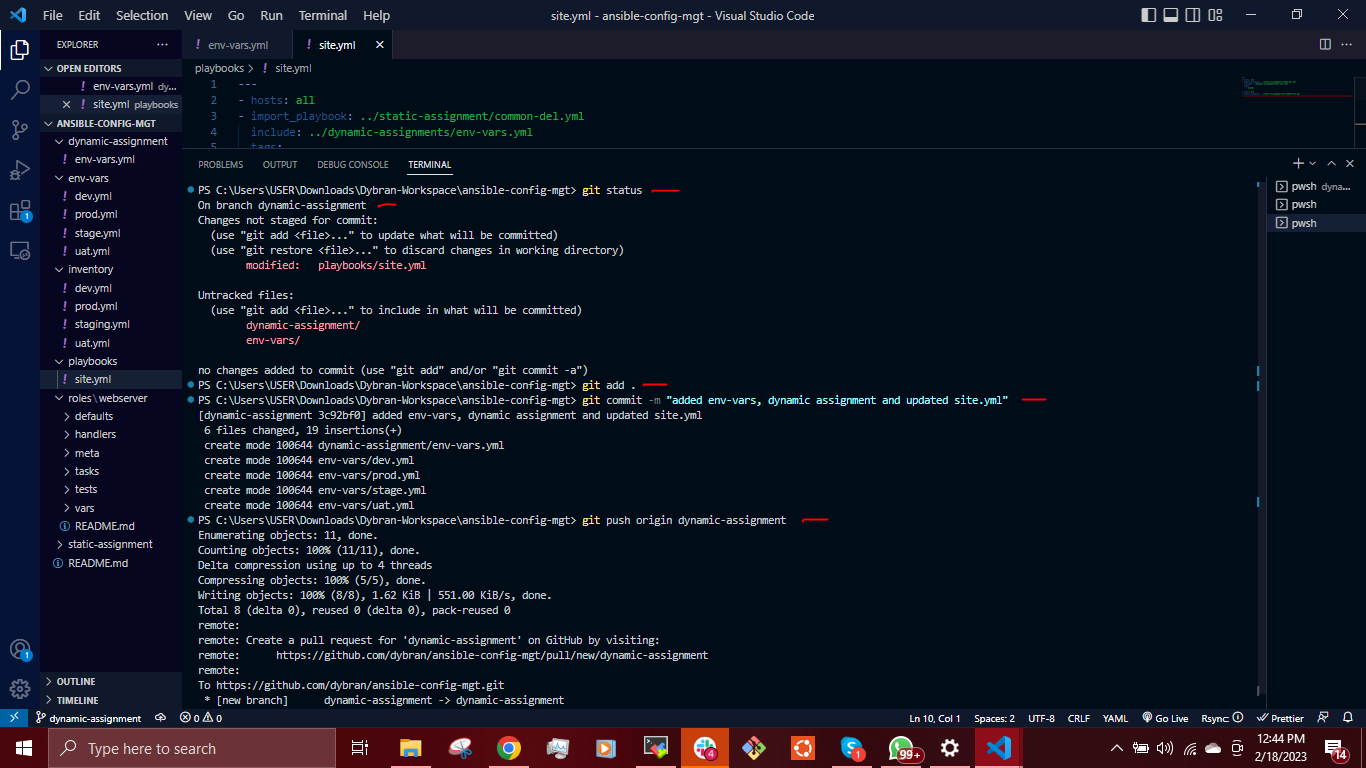 File Edit Selection View Go Run Terminal Help site.yml - ansible-config-mgt - Visual Studio Code
EXPLORER
env-vars.yml
site.yml
OPEN EDITORS
env-vars.yml dy...
site.yml playbooks
ANSIBLE-CONFIG-MGT
dynamic-assignment
env-vars.yml
env-vars
dev.yml
prod.yml
stage.yml
uat.yml
inventory
dev.yml
prod.yml
staging.yml
uat.yml
playbooks
site.yml
roles\webserver
defaults
handlers
meta
tasks
tests
vars
README.md
static-assignment
README.md
OUTLINE
TIMELINE
playbooks > site.yml
1 ---
2 - hosts: all
3 - import_playbook: ../static-assignment/common-del.yml
4 include: ../dynamic-assignments/env-vars.yml
5 tags:
PROBLEMS OUTPUT DEBUG CONSOLE TERMINAL
PS C:\Users\USER\Downloads\Dybran-Workspace\ansible-config-mgt> git status
On branch dynamic-assignment
Changes not staged for commit:
(use "git add <file>..." to update what will be committed)
(use "git restore <file>..." to discard changes in working directory)
modified: playbooks/site.yml
Untracked files:
(use "git add <file>..." to include in what will be committed)
dynamic-assignment/
env-vars/
no changes added to commit (use "git add" and/or "git commit -a")
PS C:\Users\USER\Downloads\Dybran-Workspace\ansible-config-mgt> git add .
PS C:\Users\USER\Downloads\Dybran-Workspace\ansible-config-mgt> git commit -m "added env-vars, dynamic assignment and updated site.yml"
[dynamic-assignment 3c92bf0] added env-vars, dynamic assignment and updated site.yml
6 files changed, 19 insertions(+)
create mode 100644 dynamic-assignment/env-vars.yml
create mode 100644 env-vars/dev.yml
create mode 100644 env-vars/prod.yml
create mode 100644 env-vars/stage.yml
create mode 100644 env-vars/uat.yml
PS C:\Users\USER\Downloads\Dybran-Workspace\ansible-config-mgt> git push origin dynamic-assignment
Enumerating objects: 11, done.
Counting objects: 100% (11/11), done.
Delta compression using up to 4 threads
Compressing objects: 100% (5/5), done.
Writing objects: 100% (8/8), 1.62 KiB | 551.00 KiB/s, done.
Total 8 (delta 0), reused 0 (delta 0), pack-reused 0
remote:
remote: Create a pull request for 'dynamic-assignment' on GitHub by visiting:
remote: https://github.com/dybran/ansible-config-mgt/pull/new/dynamic-assignment
remote:
To https://github.com/dybran/ansible-config-mgt.git
* [new branch] dynamic-assignment -> dynamic-assignment
pwsh dyna...
pwsh
pwsh
1
1
dynamic-assignment 0 0 Ln 10, Col 1 Spaces: 2 UTF-8 CRLF YAML Go Live Rsync: Prettier
Type here to search
4
1
99+
12:44 PM
2/18/2023
14